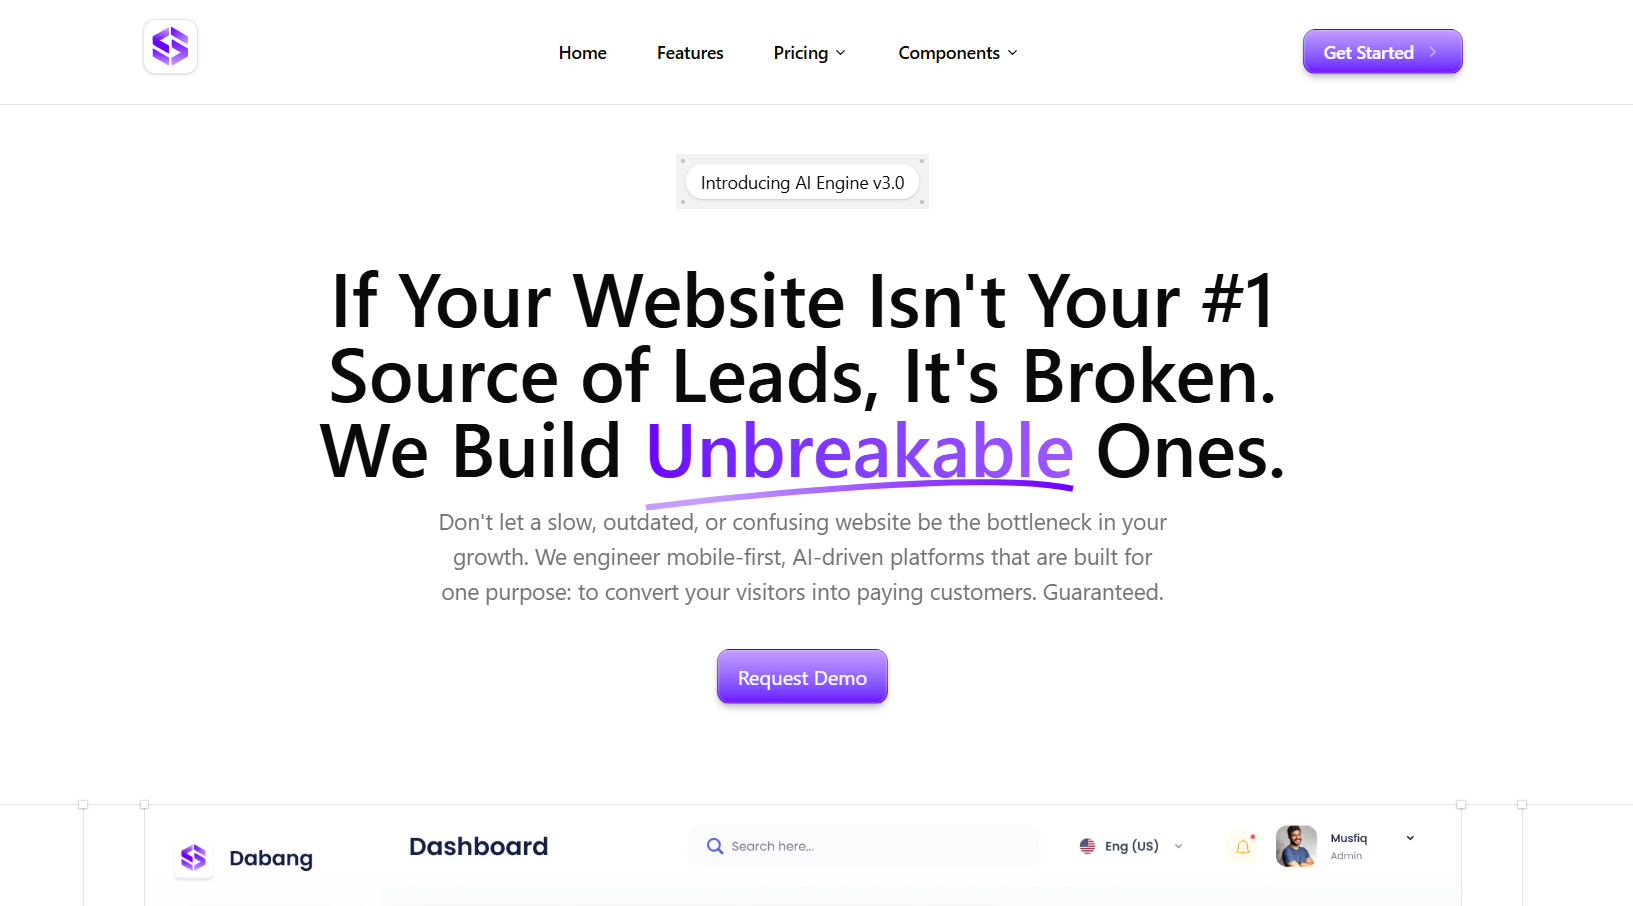 Home Features Pricing Components Get Started
Introducing AI Engine v3.0
If Your Website Isn't Your #1
Source of Leads, It's Broken.
We Build Unbreakable Ones.
Don't let a slow, outdated, or confusing website be the bottleneck in your
growth. We engineer mobile-first, AI-driven platforms that are built for
one purpose: to convert your visitors into paying customers. Guaranteed.
Request Demo
Dabang Dashboard Search here... Eng (US) Musfiq
Admin